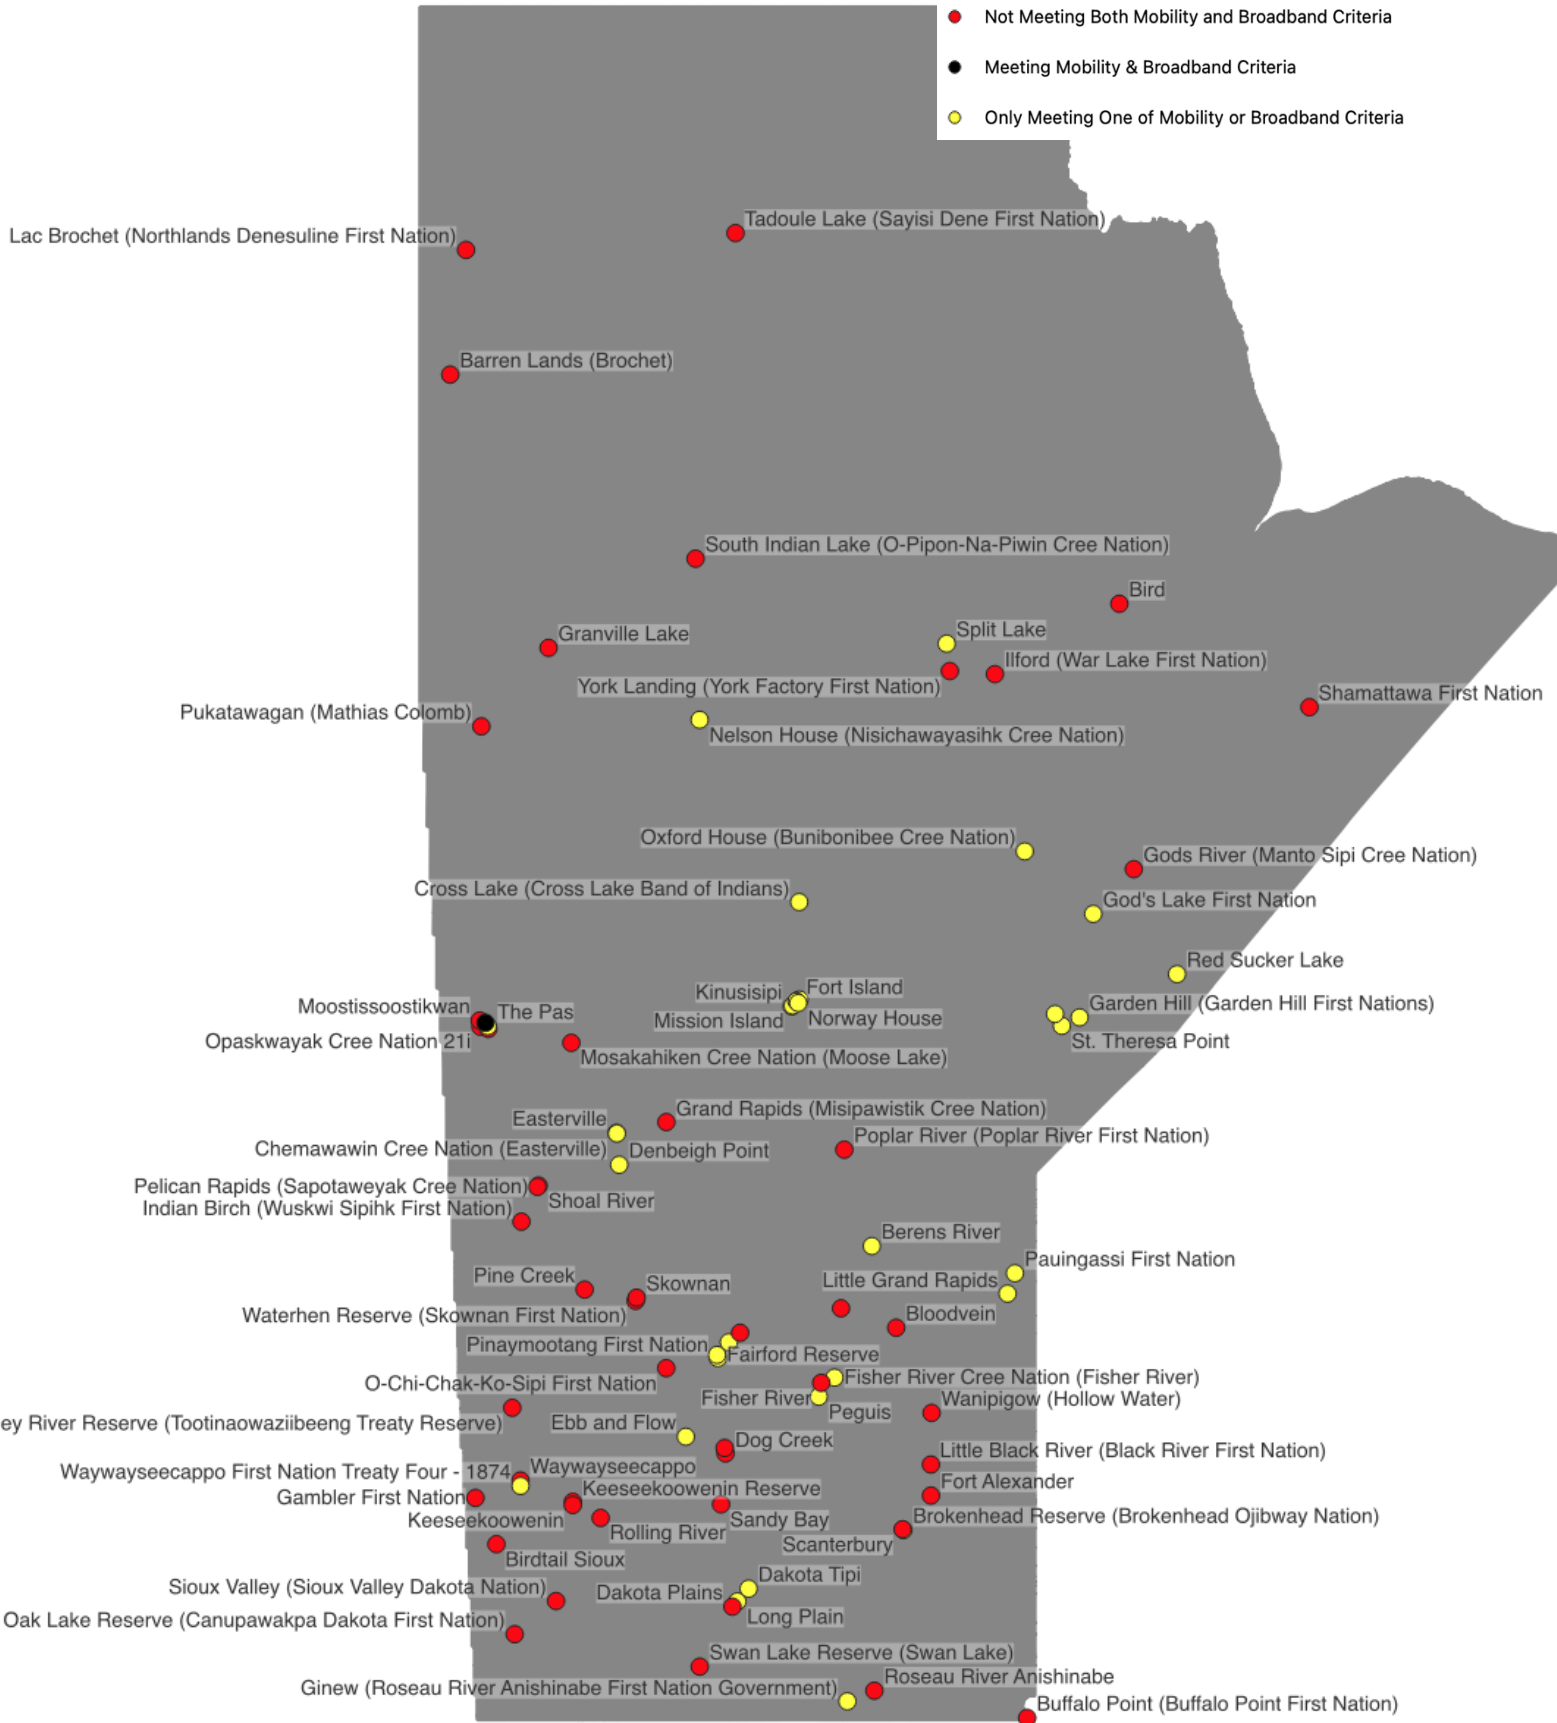 Not Meeting Both Mobility and Broadband Criteria
Meeting Mobility & Broadband Criteria
Only Meeting One of Mobility or Broadband Criteria
Tadoule Lake (Sayisi Dene First Nation)
Lac Brochet (Northlands Denesuline First Nation)
Barren Lands (Brochet)
South Indian Lake (O-Pipon-Na-Piwin Cree Nation)
Bird
Split Lake
Granville Lake
Ilford (War Lake First Nation)
York Landing (York Factory First Nation)
Shamattawa First Nation
Pukatawagan (Mathias Colomb)
Nelson House (Nisichawayasihk Cree Nation)
Oxford House (Bunibonibee Cree Nation)
Gods River (Manto Sipi Cree Nation)
Cross Lake (Cross Lake Band of Indians)
God's Lake First Nation
Red Sucker Lake
Kinusisipi
Fort Island
Garden Hill (Garden Hill First Nations)
Moostissoostikwan
The Pas
Mission Island
Norway House
Opaskwayak Cree Nation 21i
St. Theresa Point
Mosakahiken Cree Nation (Moose Lake)
Grand Rapids (Misipawistik Cree Nation)
Easterville
Poplar River (Poplar River First Nation)
Chemawawin Cree Nation (Easterville)
Denbeigh Point
Pelican Rapids (Sapotaweyak Cree Nation)
Shoal River
Indian Birch (Wuskwi Sipihk First Nation)
Berens River
Pauingassi First Nation
Pine Creek
Skownan
Little Grand Rapids
Waterhen Reserve (Skownan First Nation)
Bloodvein
Pinaymootang First Nation
Fairford Reserve
O-Chi-Chak-Ko-Sipi First Nation
Fisher River Cree Nation (Fisher River)
Fisher River
Wanipigow (Hollow Water)
Peguis
ey River Reserve (Tootinaowaziibeeng Treaty Reserve)
Ebb and Flow
Dog Creek
Little Black River (Black River First Nation)
Waywayseecappo First Nation Treaty Four - 1874
Waywayseecappo
Fort Alexander
Gambler First Nation
Keeseekoowenin Reserve
Keeseekoowenin
Sandy Bay
Brokenhead Reserve (Brokenhead Ojibway Nation)
Rolling River
Scanterbury
Birdtail Sioux
Dakota Tipi
Sioux Valley (Sioux Valley Dakota Nation)
Dakota Plains
Long Plain
Oak Lake Reserve (Canupawakpa Dakota First Nation)
Swan Lake Reserve (Swan Lake)
Roseau River Anishinabe
Ginew (Roseau River Anishinabe First Nation Government)
Buffalo Point (Buffalo Point First Nation)